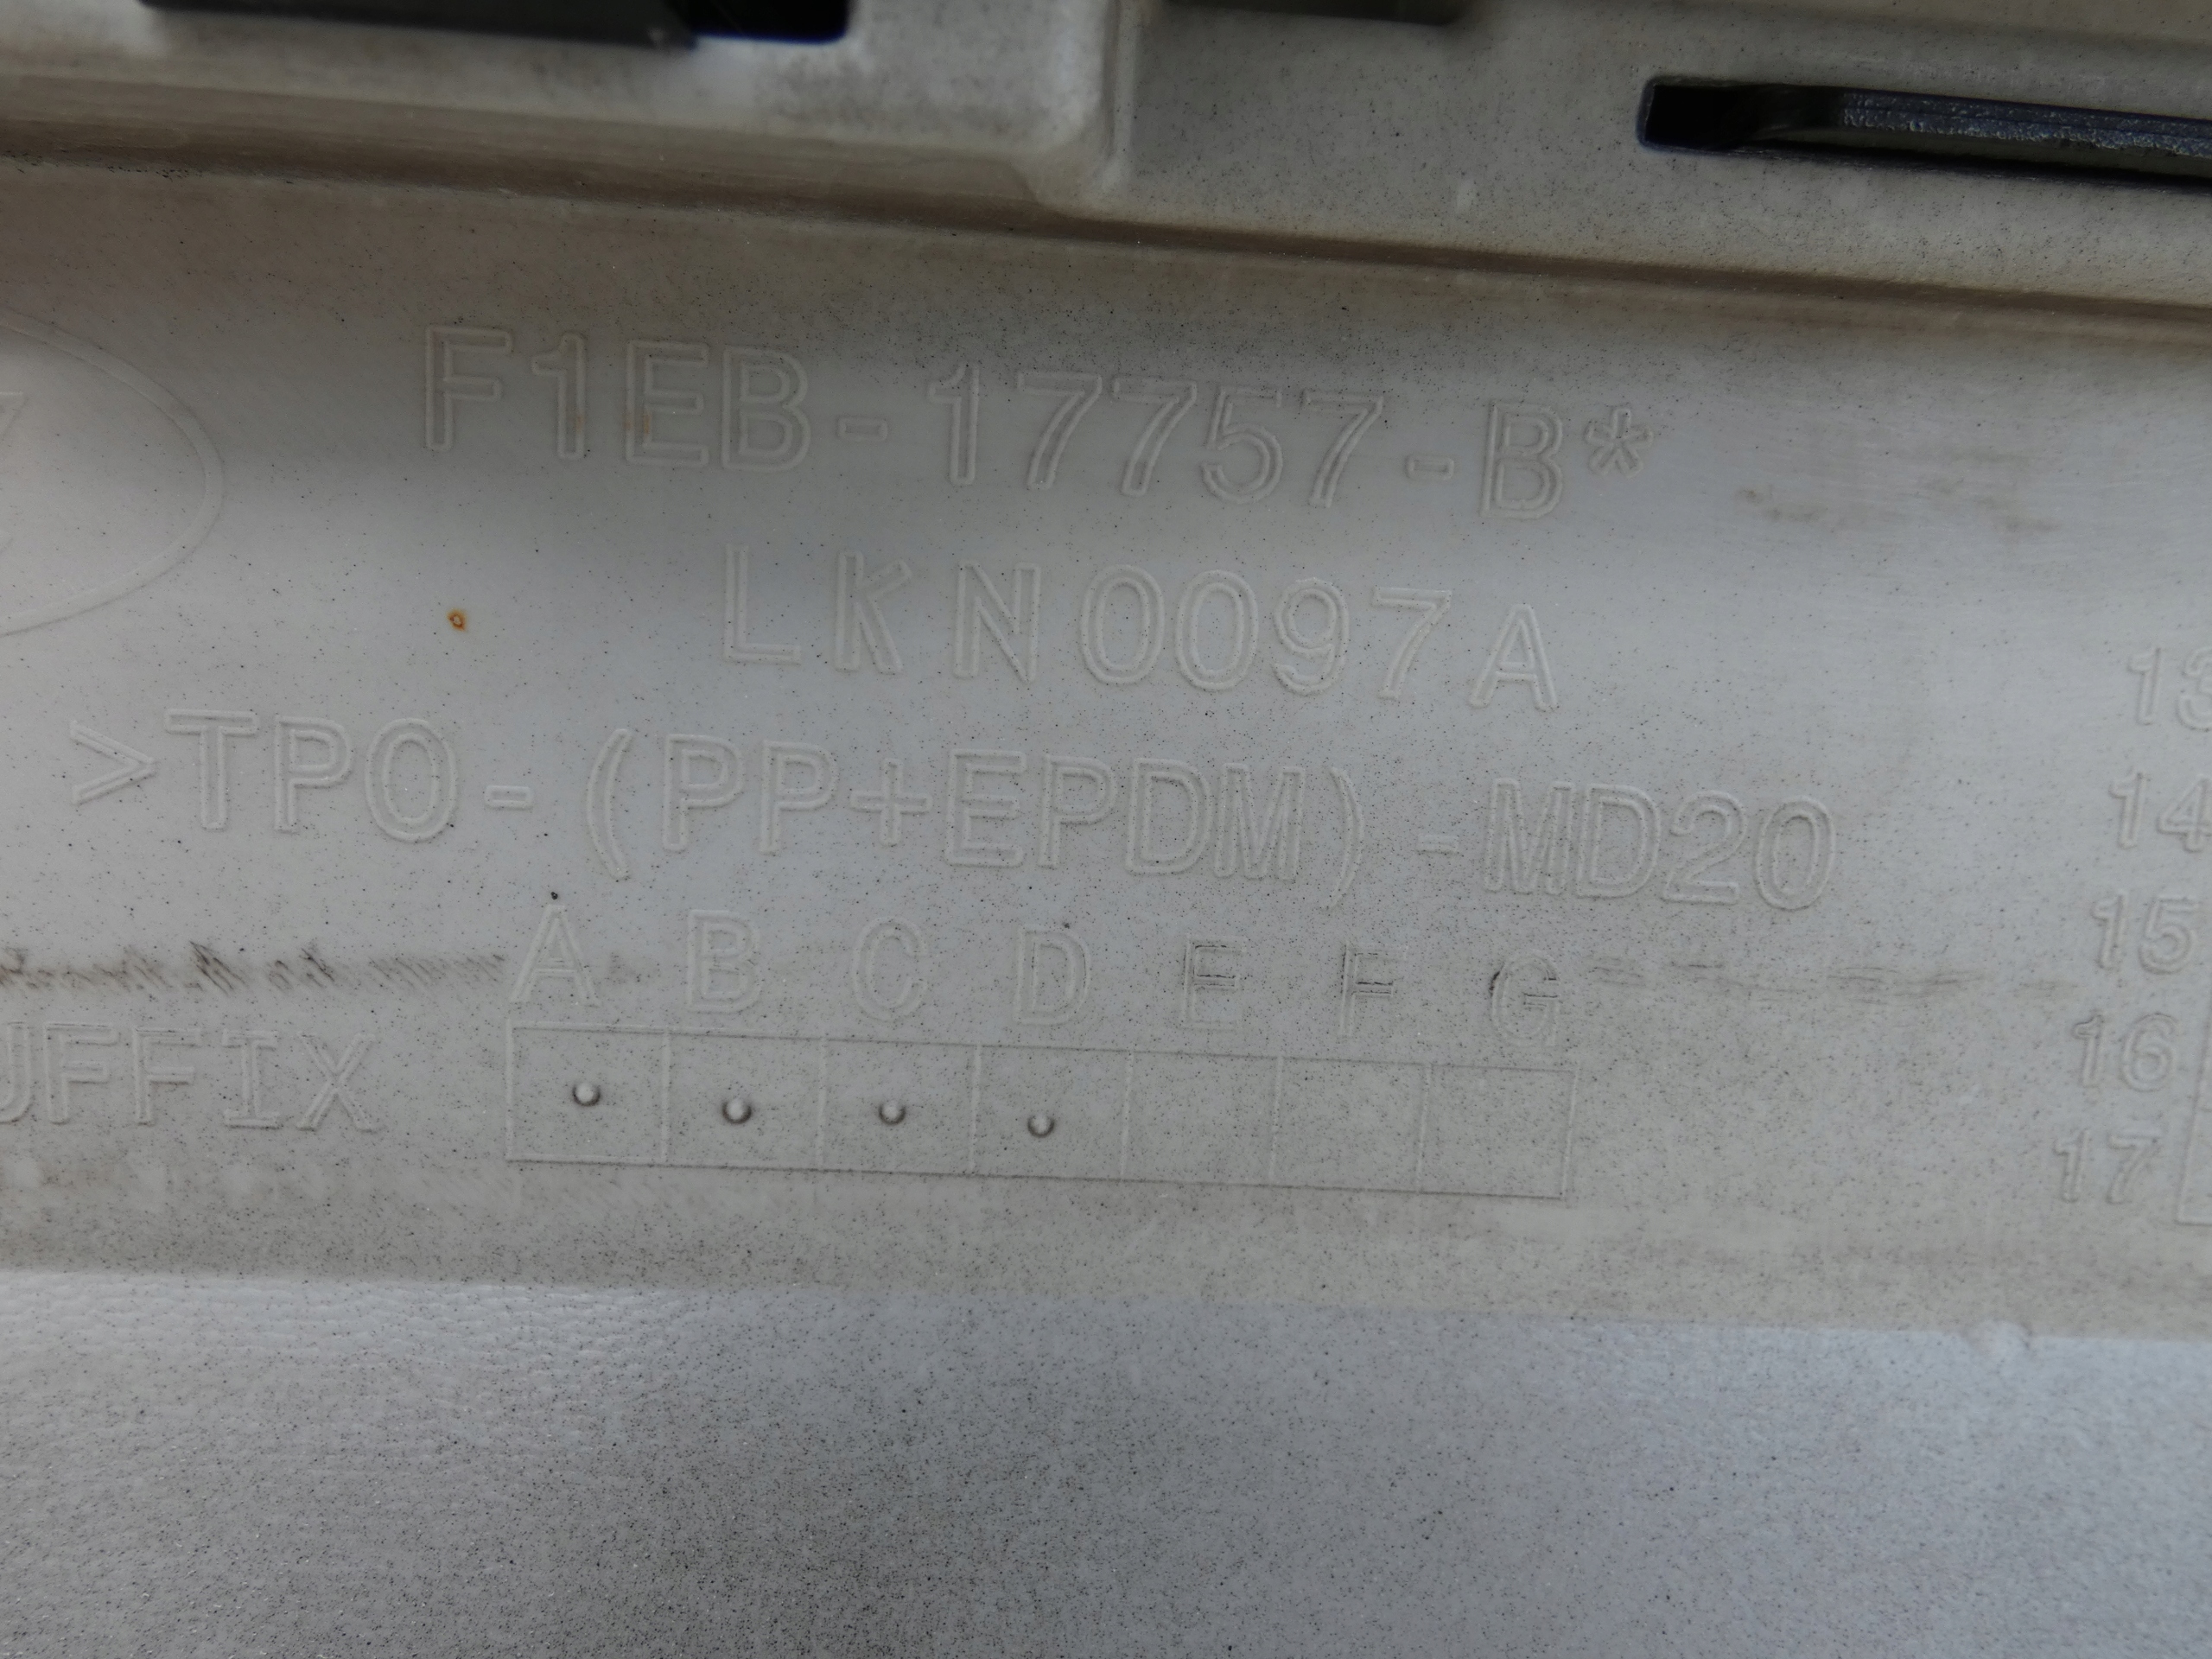 F1EB-17757-B*
LKN0097A
>TPO-(PP+EPDM)-MD20
A B C D E F G
UFFIX
13
14
15
16
17